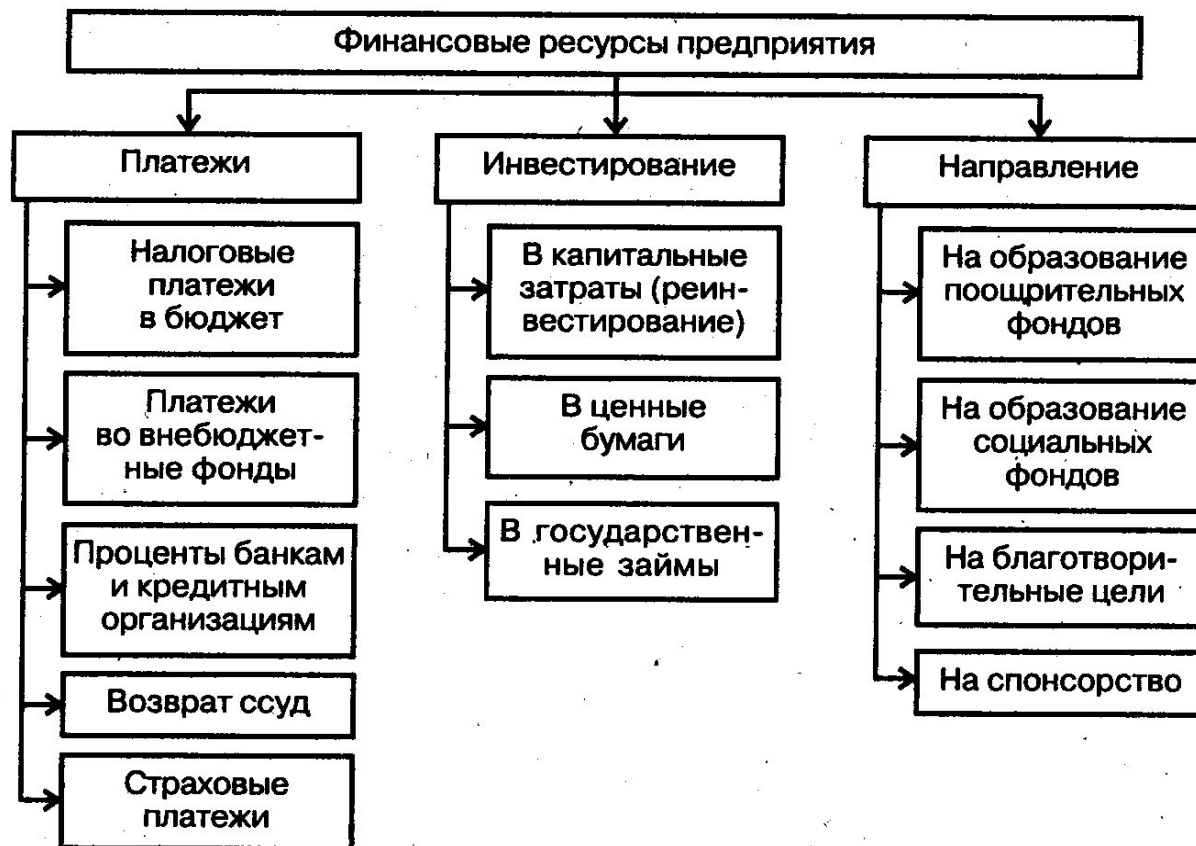 Финансовые ресурсы предприятия
Платежи
Налоговые
платежи
в бюджет
Платежи
во внебюджет-
ные фонды
Проценты банкам
и кредитным
организациям
Возврат ссуд
Страховые
платежи
Инвестирование
В капитальные
затраты (реин-
вестирование)
В ценные
бумаги
В государствен-
ные займы
Направление
На образование
поощрительных
фондов
На образование
социальных
фондов
На благотвори-
тельные цели
На спонсорство